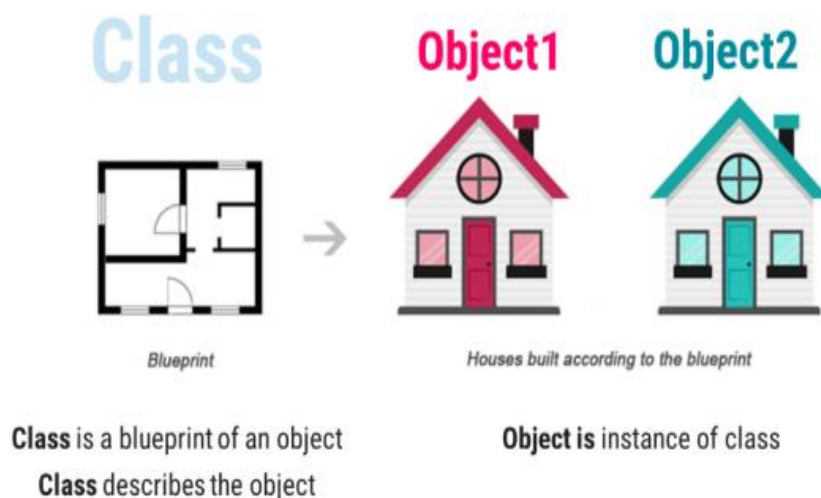 Class
Object1
Object2
Blueprint
Houses built according to the blueprint
Class is a blueprint of an object
Class describes the object
Object is instance of class